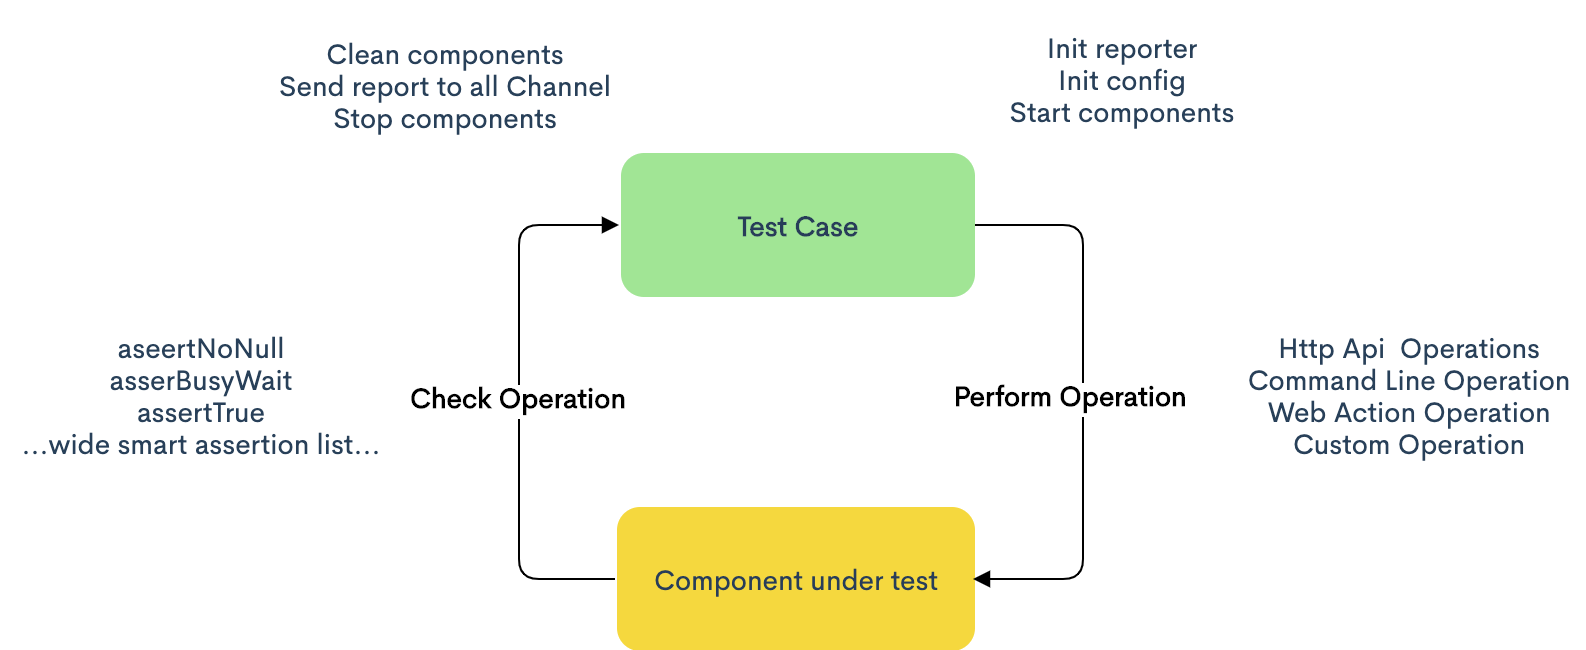 Clean components
Send report to all Channel
Stop components
Init reporter
Init config
Start components
Test Case
aseertNoNull
asserBusyWait
assertTrue
...wide smart assertion list...
Check Operation
Perform Operation
Http Api  Operations
Command Line Operation
Web Action Operation
Custom Operation
Component under test